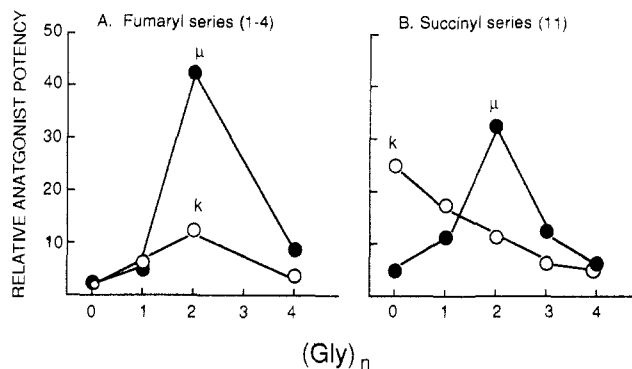 A. Fumaryl series (1-4)
B. Succinyl series (11)
RELATIVE ANATGONIST POTENCY
50
40
30
20
10
μ
k
0 1 2 3 4
k
μ
0 1 2 3 4
(Gly)n